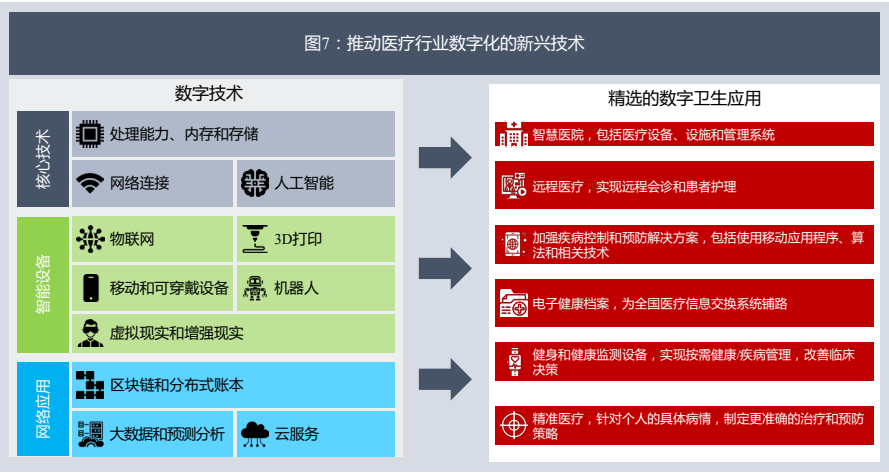 图7：推动医疗行业数字化的新兴技术
数字技术
核心技术
处理能力、内存和存储
网络连接
人工智能
智能设备
物联网
3D打印
移动和可穿戴设备
机器人
虚拟现实和增强现实
网络应用
区块链和分布式账本
大数据和预测分析
云服务
精选的数字卫生应用
智慧医院，包括医疗设备、设施和管理系统
远程医疗，实现远程会诊和患者护理
加强疾病控制和预防解决方案，包括使用移动应用程序、算
法和相关技术
电子健康档案，为全国医疗信息交换系统铺路
健身和健康监测设备，实现按需健康/疾病管理，改善临床
决策
精准医疗，针对个人的具体病情，制定更准确的治疗和预防
策略